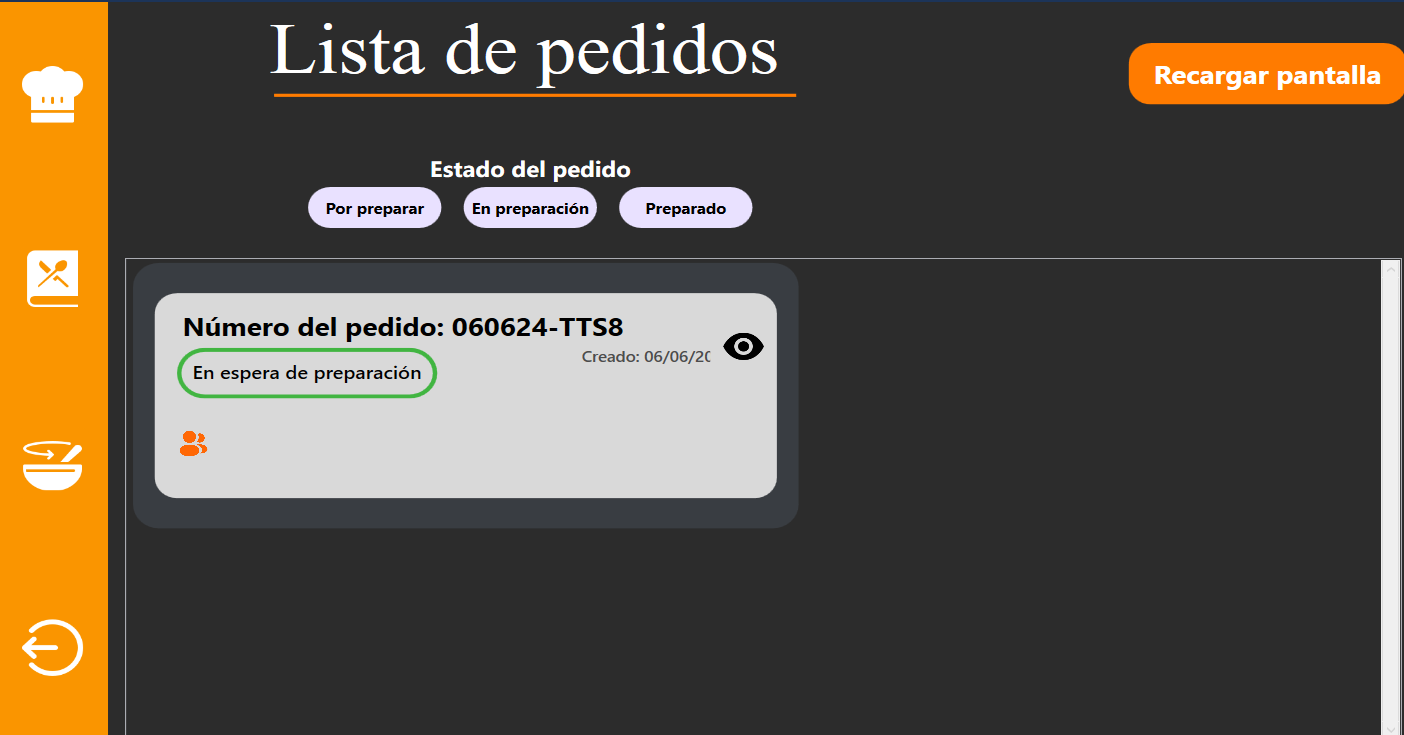 Lista de pedidos
Recargar pantalla
Estado del pedido
Por preparar
En preparación
Preparado
Número del pedido: 060624-TTS8
Creado: 06/06/20
En espera de preparación